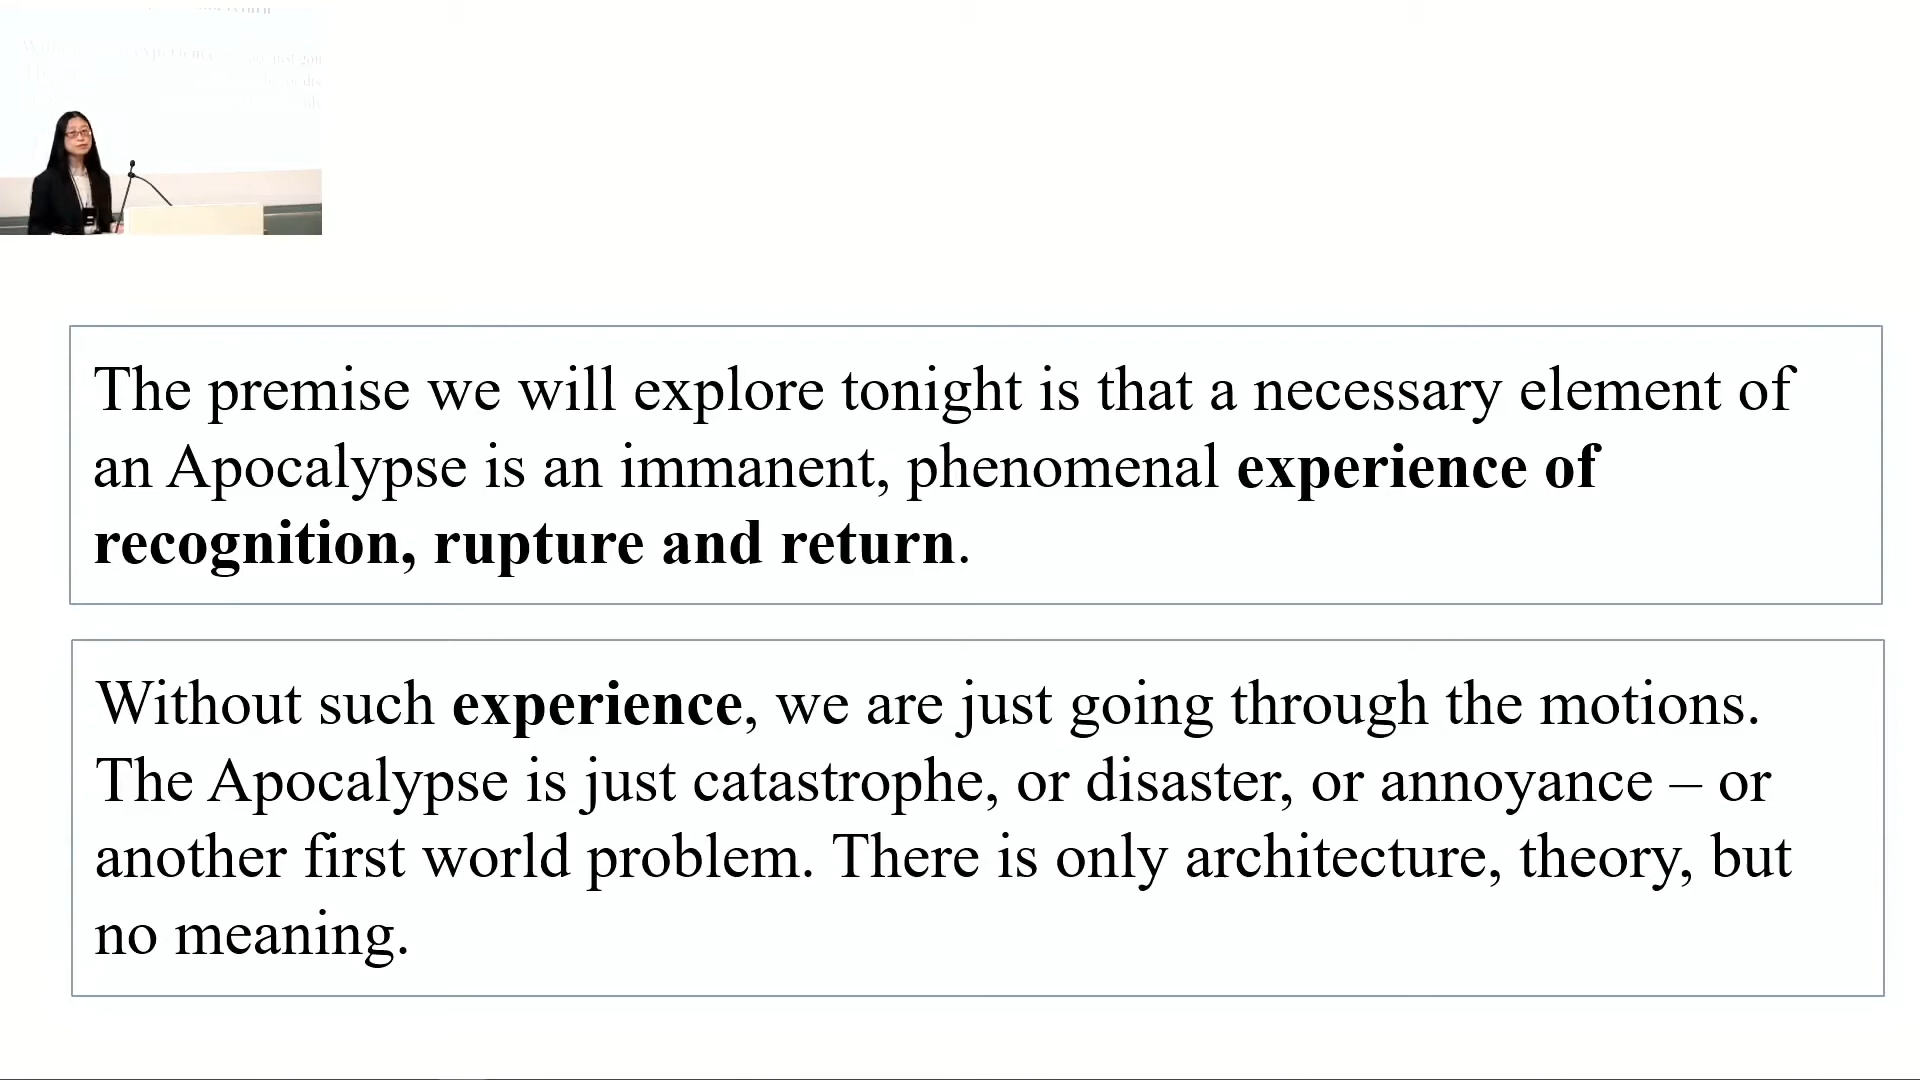 The premise we will explore tonight is that a necessary element of
an Apocalypse is an immanent, phenomenal experience of
recognition, rupture and return.
Without such experience, we are just going through the motions.
The Apocalypse is just catastrophe, or disaster, or annoyance – or
another first world problem. There is only architecture, theory, but
no meaning.